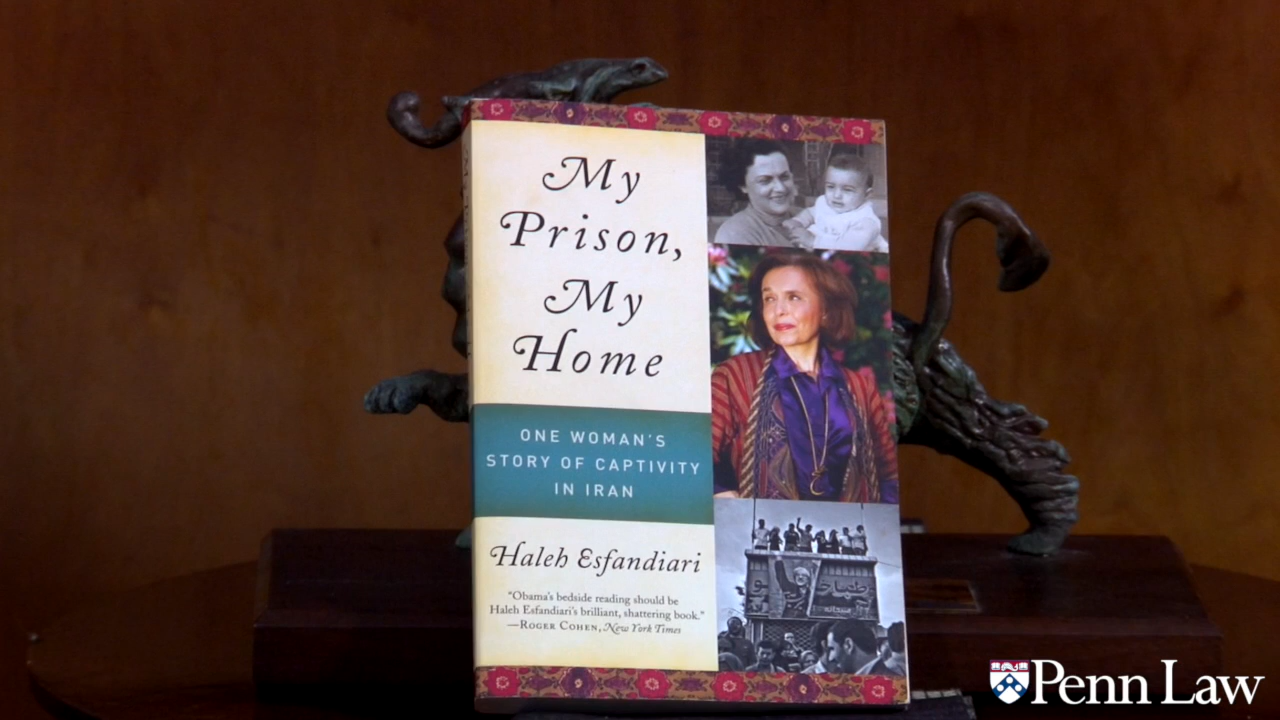 My
Prison,
My
Home
ONE WOMAN'S
STORY OF CAPTIVITY
IN IRAN
Haleh Esfandiari
"Obama's bedside reading should be
Haleh Esfandiari's brilliant, shattering book."
—ROGER COHEN, New York Times
Penn Law